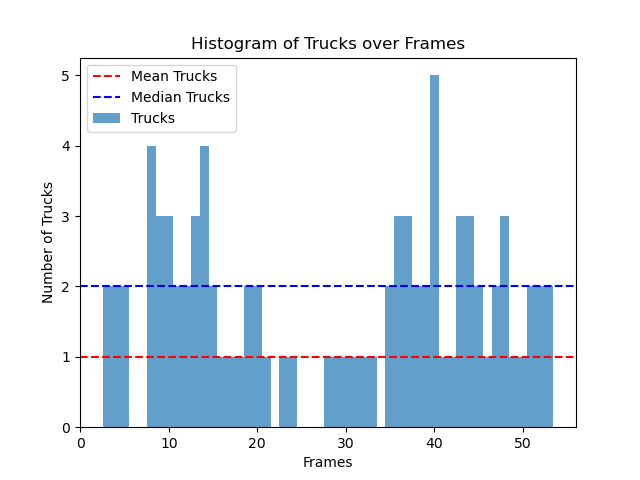 Histogram of Trucks over Frames
Mean Trucks
Median Trucks
Trucks
Number of Trucks
5
4
3
2
1
0
0 10 20 30 40 50
Frames